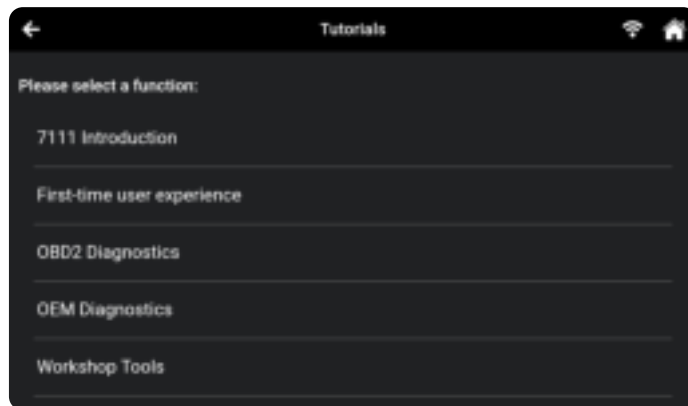 Tutorials
Please select a function:
7111 Introduction
First-time user experience
OBD2 Diagnostics
OEM Diagnostics
Workshop Tools